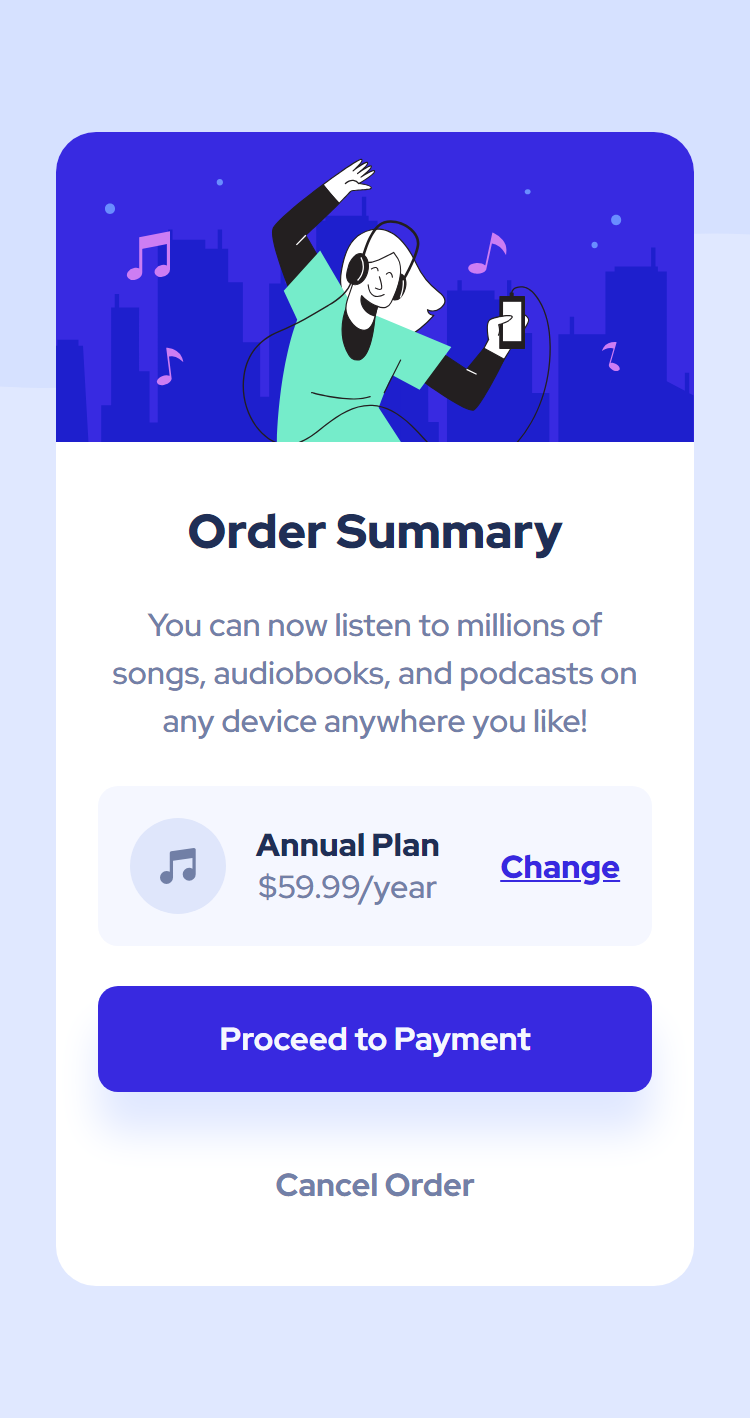 Order Summary
You can now listen to millions of
songs, audiobooks, and podcasts on
any device anywhere you like!
Annual Plan
$59.99/year
Change
Proceed to Payment
Cancel Order